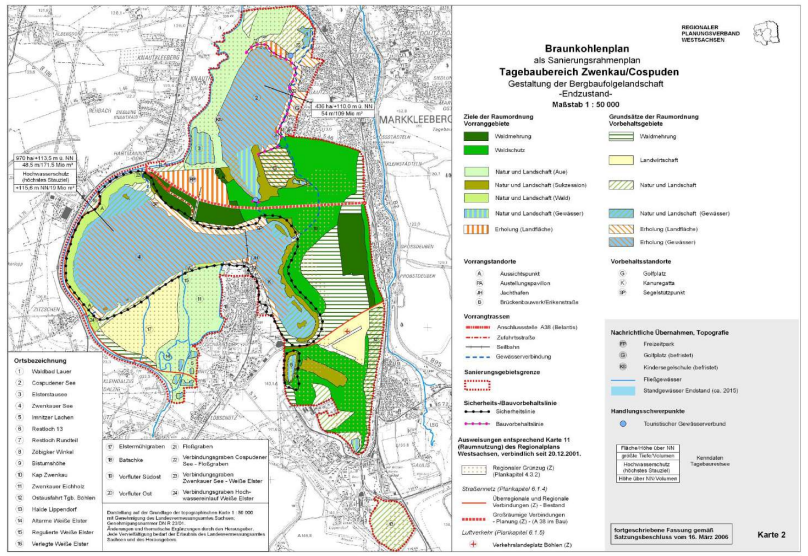 REGIONALER
PLANUNGSVERBAND
WESTSACHSEN
Braunkohlenplan
als Sanierungsrahmenplan
Tagebaubereich Zwenkau/Cospuden
Gestaltung der Bergbaufolgelandschaft
-Endzustand-
Maßstab 1 : 50 000
Ziele der Raumordnung
Vorranggebiete
Waldmehrung
Waldschutz
Natur und Landschaft (Aue)
Natur und Landschaft (Sukzession)
Natur und Landschaft (Wald)
Natur und Landschaft (Gewässer)
Erholung (Landfläche)
Grundsätze der Raumordnung
Vorbehaltsgebiete
Waldmehrung
Landwirtschaft
Natur und Landschaft
Natur und Landschaft (Gewässer)
Erholung (Landfläche)
Erholung (Gewässer)
Vorrangstandorte
A Aussichtspunkt
PA Austellungspavillon
JH Jachthafen
B Brückenbauwerk/Erikenstraße
Vorbehaltsstandorte
G Golfplatz
K Kanuregatta
SP Segelstützpunkt
Vorrangtrassen
Anschlussstelle A38 (Belantis)
Zufahrtsstraße
Seilbahn
Gewässerverbindung
Sanierungsgebietsgrenze
Sicherheits-/Bauvorbehaltslinie
Sicherheitslinie
Bauvorbehaltslinie
Ausweisungen entsprechend Karte 11
(Raumnutzung) des Regionalplans
Westsachsen, verbindlich seit 20.12.2001.
Regionaler Grünzug (Z)
(Plankapitel 4.2.2)
Straßennetz (Plankapitel 6.1.4)
Überregionale und Regionale
Verbindungen (Z) - Bestand
Großräumige Verbindungen
- Planung (Z) - (A 38 im Bau)
Luftverkehr (Plankapitel 6.1.5)
Verkehrslandeplatz Böhlen (Z)
Nachrichtliche Übernahmen, Topografie
FP Freizeitpark
G Golfplatz (befristet)
KS Kindersegelschule (befristet)
Fließgewässer
Standgewässer Endstand (ca. 2015)
Handlungsschwerpunkte
Touristischer Gewässerverbund
Fläche/Höhe über NN
größte Tiefe/Volumen
Hochwasserschutz
(höchstes Stauziel)
Höhe über NN/Volumen
Kenndaten
Tagebaurestsee
fortgeschriebene Fassung gemäß
Satzungsbeschluss vom 16. März 2006
Karte 2
MARKKLEEBERG
436 ha/+110,0 m ü. NN
54 m/109 Mio m³
970 ha/+113,5 m ü. NN
48,5 m/171,5 Mio m³
Hochwasserschutz
(höchstes Stauziel)
+115,6 m NN/19 Mio m³
Ortsbezeichnung
1 Waldbad Lauer
2 Cospudener See
3 Elsterstausee
4 Zwenkauer See
5 Imnitzer Lachen
6 Restloch 13
7 Restloch Rundteil
8 Zöbigker Winkel
9 Bistumshöhe
10 Kap Zwenkau
11 Zwenkauer Eichholz
12 Ostausfahrt Tgb. Böhlen
13 Halde Lippendorf
14 Altarme Weiße Elster
15 Regulierte Weiße Elster
16 Verlegte Weiße Elster
17 Elstermühlgraben
18 Batschke
19 Vorfluter Südost
20 Vorfluter Ost
21 Floßgraben
22 Verbindungsgraben Cospudener
See - Floßgraben
23 Verbindungsgraben
Zwenkauer See - Weiße Elster
24 Verbindungsgraben Hoch-
wassereinlauf Weiße Elster
Darstellung auf der Grundlage der topographischen Karte 1 : 50 000
mit Genehmigung des Landesvermessungsamtes Sachsen.
Genehmigungsnummer DN R 23/01
Änderungen und thematische Ergänzungen durch den Herausgeber.
Jede Vervielfältigung bedarf der Erlaubnis des Landesvermessungsamtes
Sachsen und des Herausgebers.